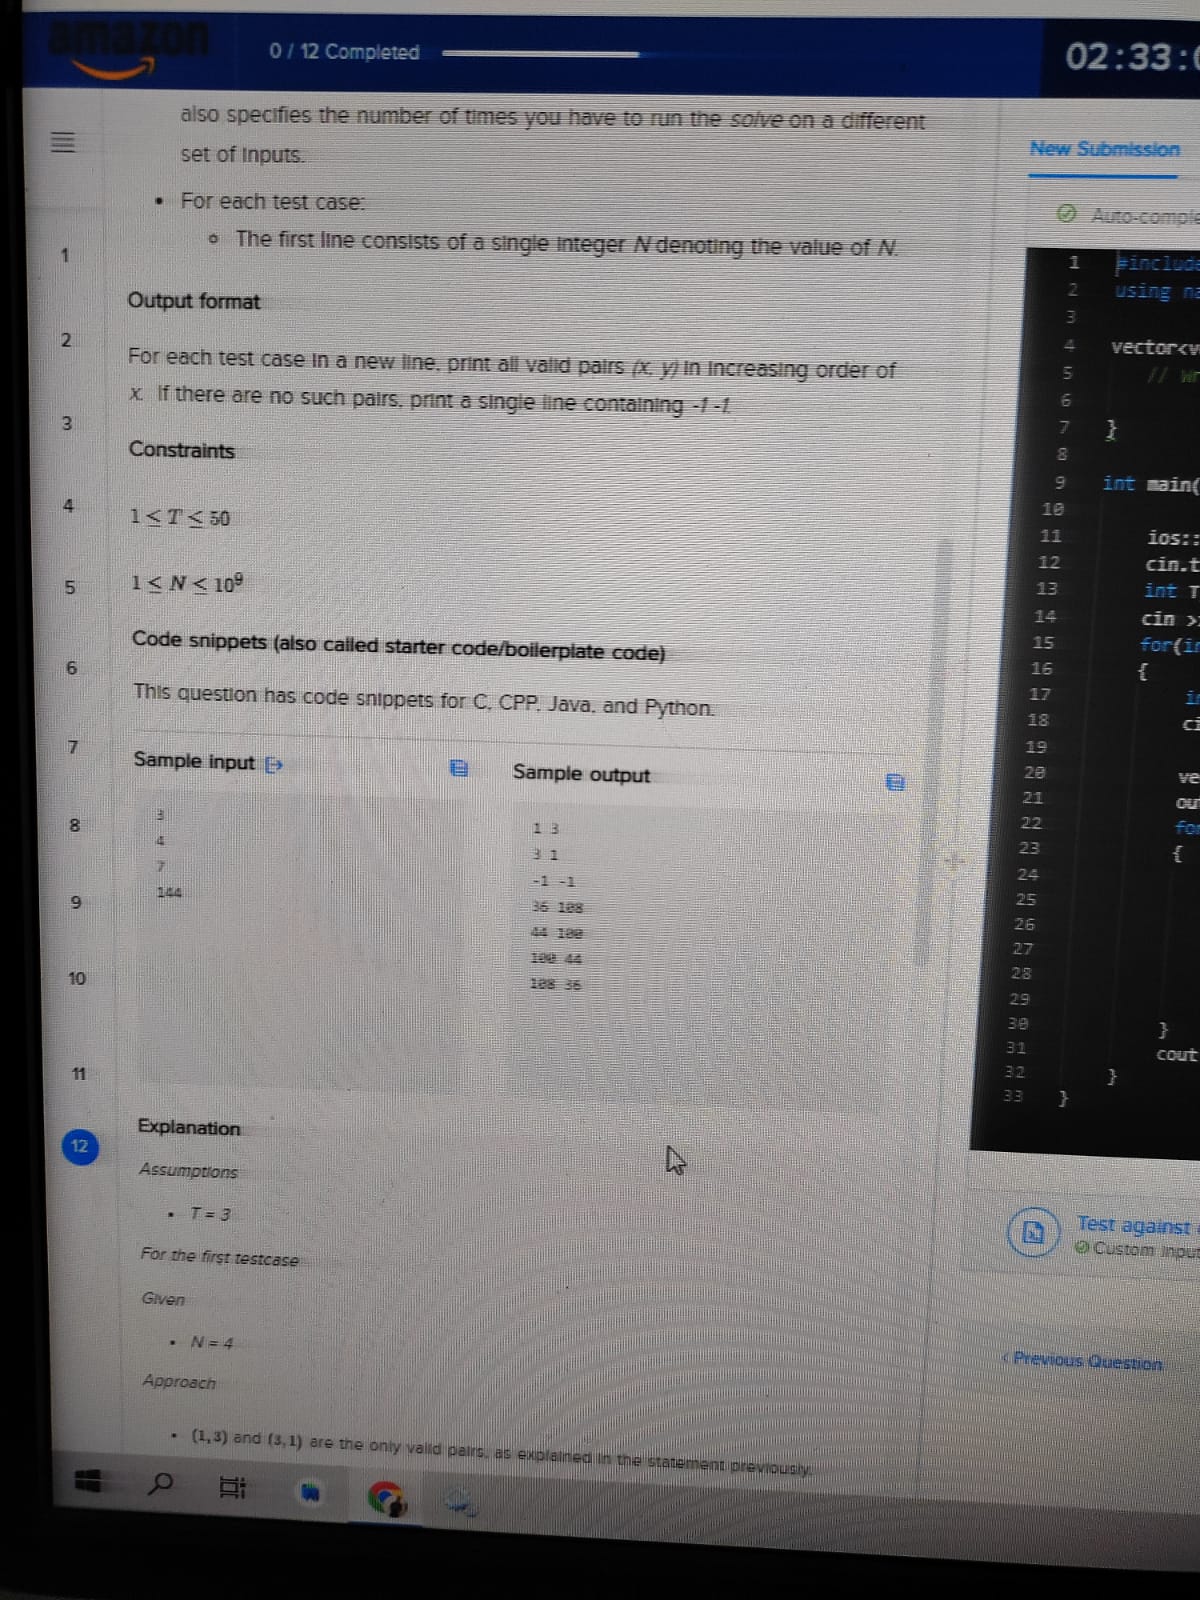 amazon
0 / 12 Completed
02:33:
also specifies the number of times you have to run the solve on a different
set of Inputs.
• For each test case:
o The first line consists of a single integer N denoting the value of N.
Output format
For each test case in a new line, print all valid pairs (x, y) in increasing order of
x. If there are no such pairs, print a single line containing -1 -1.
Constraints
1 ≤ T ≤ 50
1 ≤ N ≤ 10⁹
Code snippets (also called starter code/boilerplate code)
This question has code snippets for C, CPP, Java, and Python.
Sample input
3
4
7
144
Sample output
1 3
3 1
-1 -1
36 108
44 100
100 44
108 36
Explanation
Assumptions
• T = 3
For the first testcase
Given
• N = 4
Approach
• (1,3) and (3,1) are the only valid pairs, as explained in the statement previously.
1
2
3
4
5
6
7
8
9
10
11
12
New Submission
Auto-comple
1 #include
2 using na
3
4 vector<v
5 // Wr
6
7 }
8
9 int main(
10
11 ios::
12 cin.t
13 int T
14 cin >>
15 for(in
16 {
17 in
18 ci
19
20 ve
21 ou
22 for
23 {
24
25
26
27
28
29
30 }
31 cout
32 }
33 }
Test against
Custom Input
‹ Previous Question